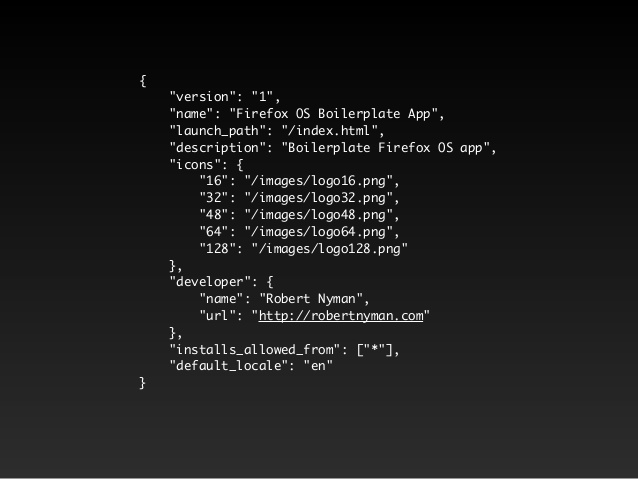 {
    "version": "1",
    "name": "Firefox OS Boilerplate App",
    "launch_path": "/index.html",
    "description": "Boilerplate Firefox OS app",
    "icons": {
        "16": "/images/logo16.png",
        "32": "/images/logo32.png",
        "48": "/images/logo48.png",
        "64": "/images/logo64.png",
        "128": "/images/logo128.png"
    },
    "developer": {
        "name": "Robert Nyman",
        "url": "http://robertnyman.com"
    },
    "installs_allowed_from": ["*"],
    "default_locale": "en"
}